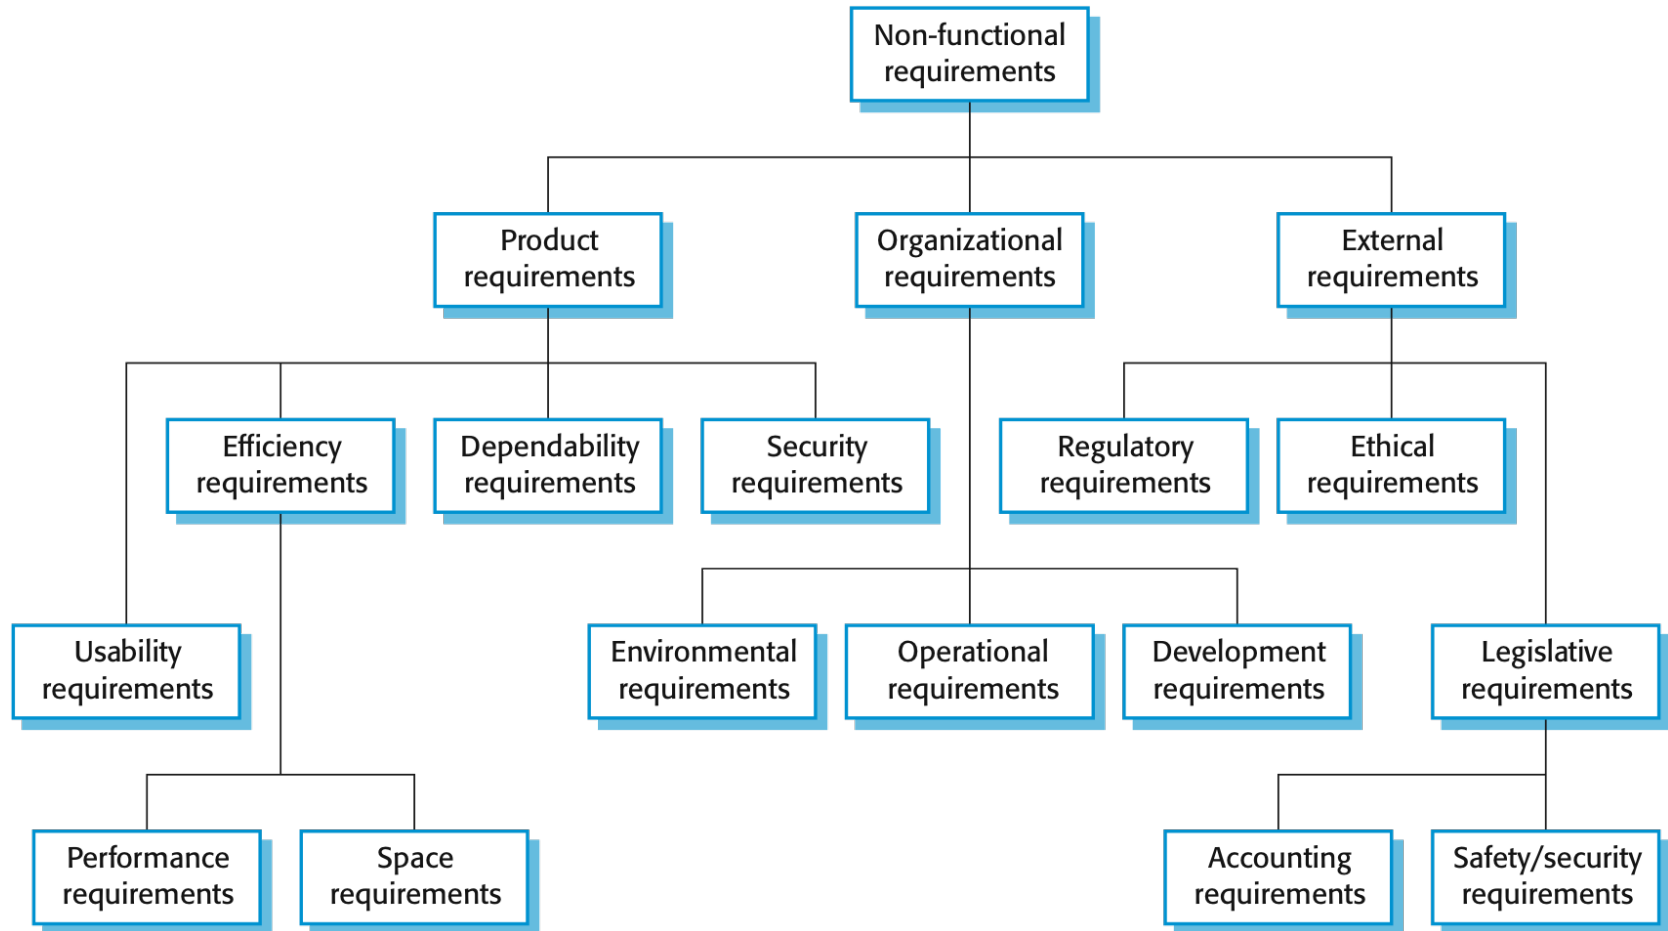 Non-functional
requirements
Product
requirements
Organizational
requirements
External
requirements
Efficiency
requirements
Dependability
requirements
Security
requirements
Regulatory
requirements
Ethical
requirements
Usability
requirements
Environmental
requirements
Operational
requirements
Development
requirements
Legislative
requirements
Performance
requirements
Space
requirements
Accounting
requirements
Safety/security
requirements